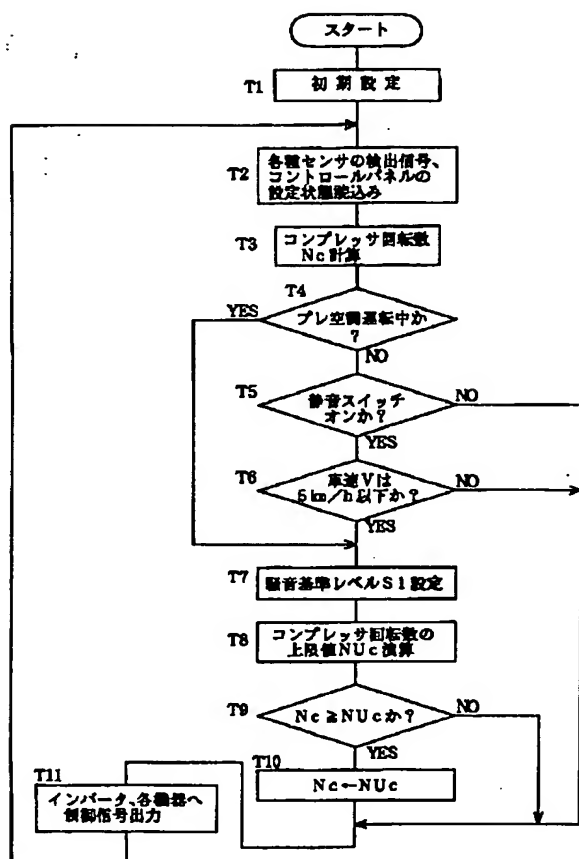 スタート
T1
初期設定
T2
各種センサの検出信号、
コントロールパネルの
設定状態読込み
T3
コンプレッサ回転数
Nc計算
T4
YES
プレ空調運転中か
?
NO
T5
静音スイッチ
オンか?
NO
YES
T6
車速Vは
5km/h以下か?
NO
YES
T7
騒音基準レベルS1設定
T8
コンプレッサ回転数の
上限値NUc演算
T9
Nc≧NUcか?
NO
YES
T10
Nc←NUc
T11
インバータ、各機器へ
制御信号出力